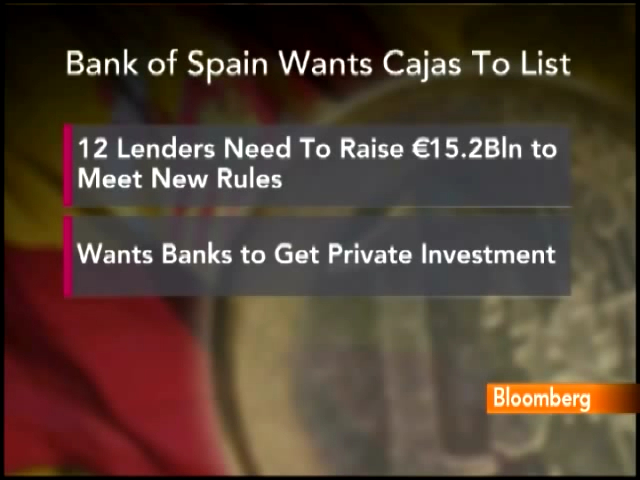 Bank of Spain Wants Cajas To List
12 Lenders Need To Raise €15.2Bln to
Meet New Rules
Wants Banks to Get Private Investment
Bloomberg